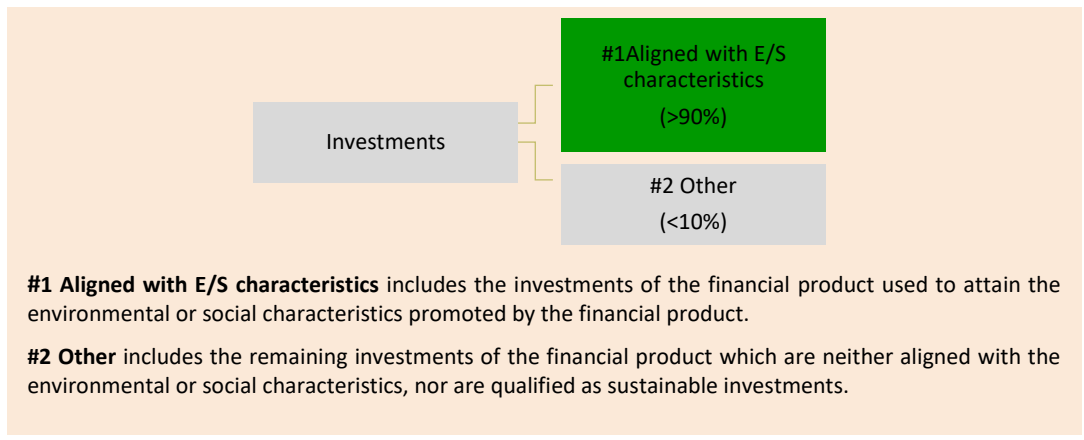 #1Aligned with E/S
characteristics
(>90%)
Investments
#2 Other
(<10%)
#1 Aligned with E/S characteristics includes the investments of the financial product used to attain the
environmental or social characteristics promoted by the financial product.
#2 Other includes the remaining investments of the financial product which are neither aligned with the
environmental or social characteristics, nor are qualified as sustainable investments.